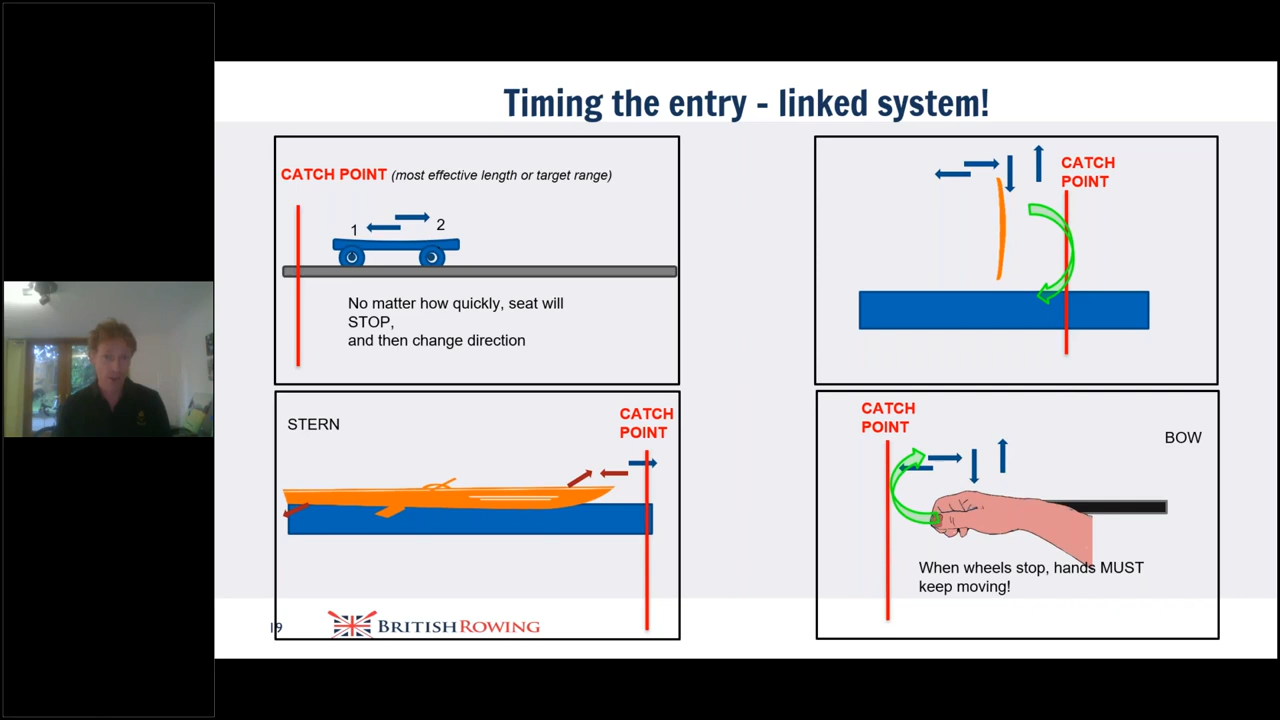 Timing the entry - linked system!
CATCH POINT (most effective length or target range)
1
2
No matter how quickly, seat will
STOP,
and then change direction
CATCH
POINT
STERN
CATCH
POINT
19
BRITISH ROWING
CATCH
POINT
BOW
When wheels stop, hands MUST
keep moving!